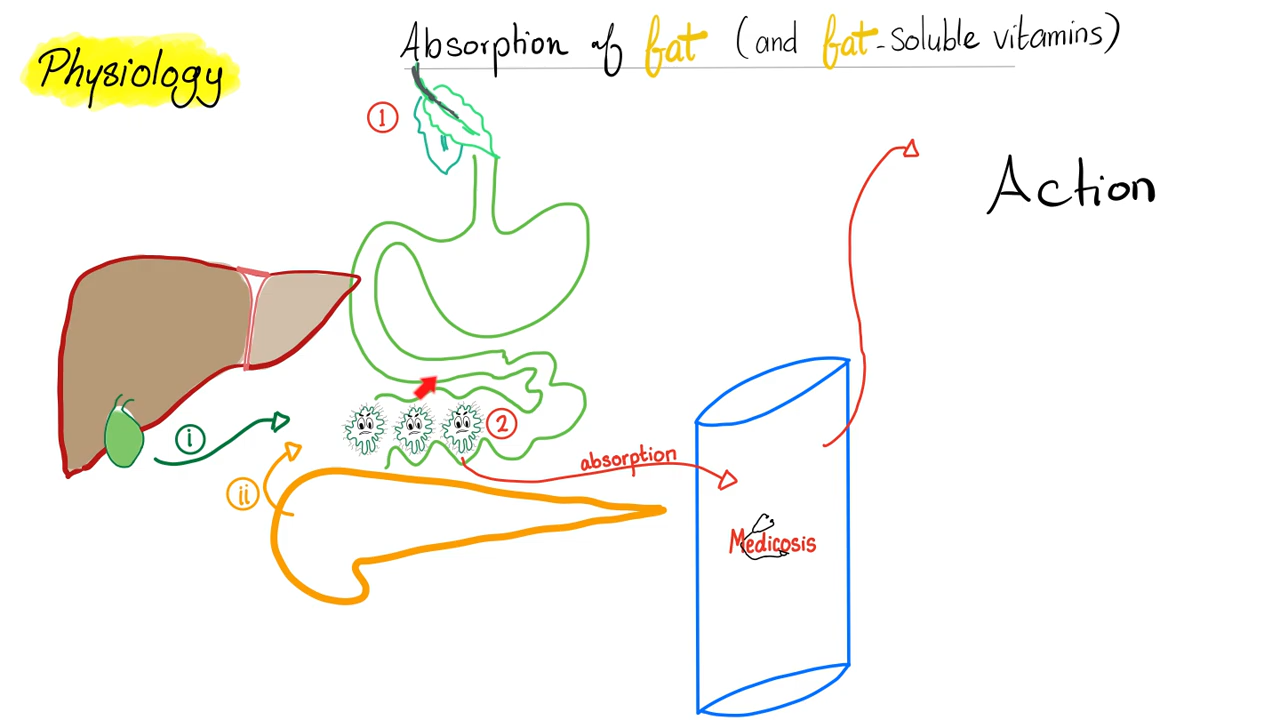 Physiology
Absorption of fat (and fat-soluble vitamins)
1
Action
i
2
absorption
ii
Medicosis